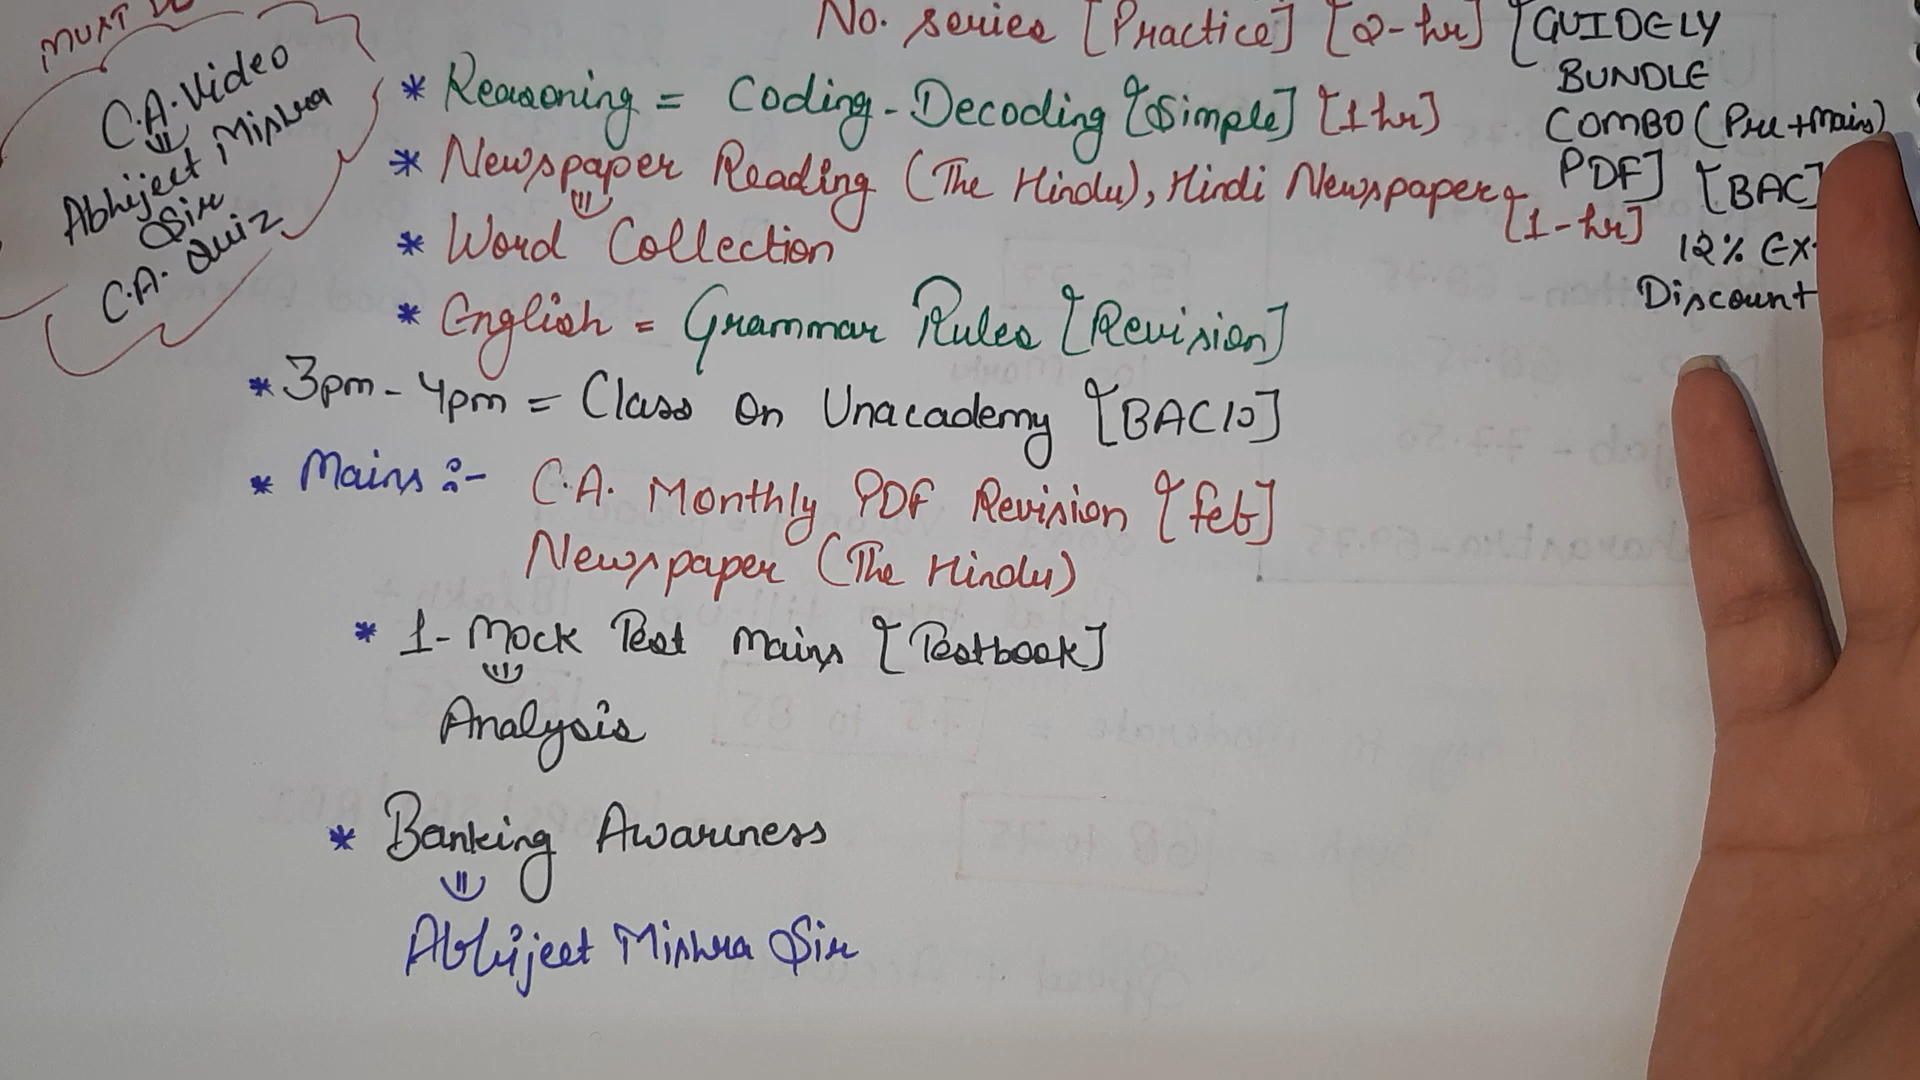 MUST DO
C.A. Video
Abhijeet Mishra
Sir
C.A. Quiz
No. series [Practice] [2-hr] [GUIDELY
BUNDLE
COMBO (Pre+Mains)
PDF] [BAC]
12% EX
Discount
* Reasoning = Coding-Decoding [Simple] [1 hr]
* Newspaper Reading (The Hindu), Hindi Newspaper [1-hr]
* Word Collection
* English = Grammar Rules [Revision]
* 3pm-4pm = Class on Unacademy [BAC10]
* Mains :- C.A. Monthly PDF Revision [feb]
Newspaper (The Hindu)
* 1-Mock Test Mains [Testbook]
Analysis
* Banking Awarness
Abhijeet Mishra Sir